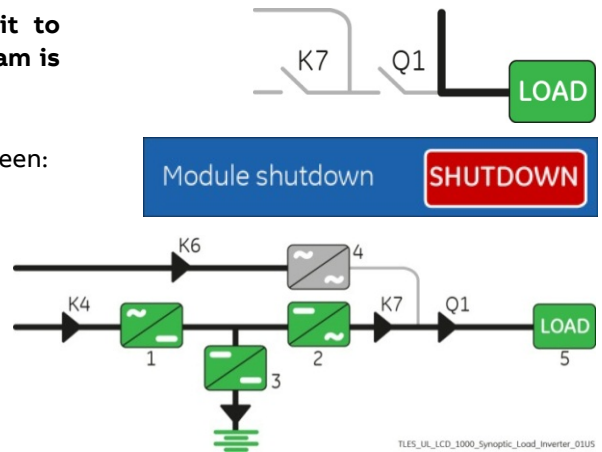 it to
am is
K7 Q1
LOAD
een:
Module shutdown SHUTDOWN
K6
4
K4 K7 Q1
LOAD
1 2 5
3
TLES_UL_LCD_1000_Synoptic_Load_Inverter_01US